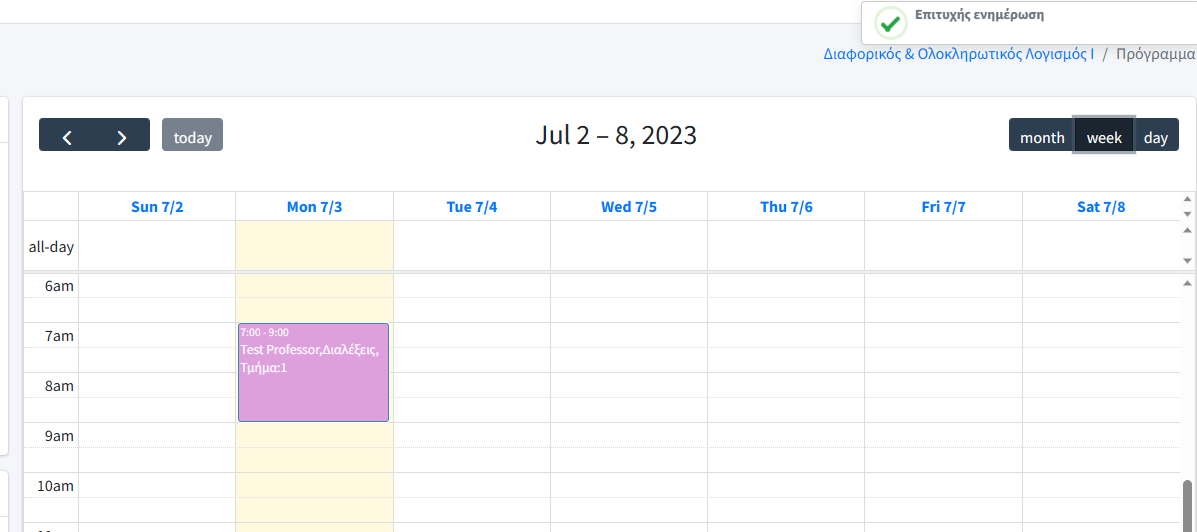 Επιτυχής ενημέρωση
Διαφορικός & Ολοκληρωτικός Λογισμός Ι / Πρόγραμμα
today
Jul 2 – 8, 2023
month week day
Sun 7/2 Mon 7/3 Tue 7/4 Wed 7/5 Thu 7/6 Fri 7/7 Sat 7/8
all-day
6am
7am
7:00 - 9:00
Test Professor,Διαλέξεις,
Τμήμα:1
8am
9am
10am